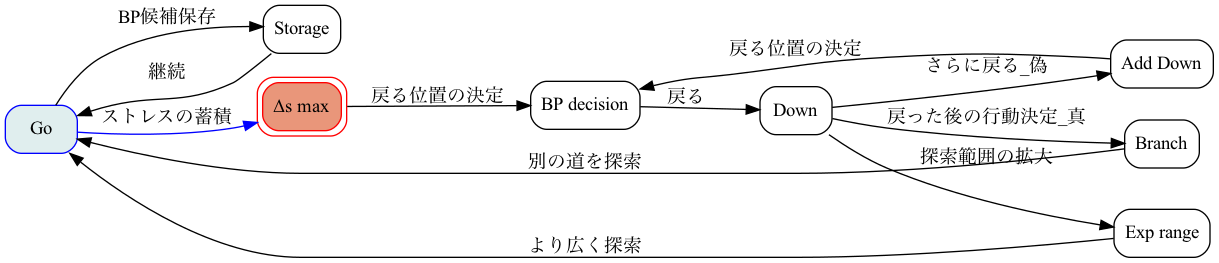 BP候補保存
Storage
継続
Go
ストレスの蓄積
Δs max
戻る位置の決定
BP decision
戻る
Down
戻る位置の決定
さらに戻る_偽
Add Down
戻った後の行動決定_真
Branch
別の道を探索
探索範囲の拡大
Exp range
より広く探索